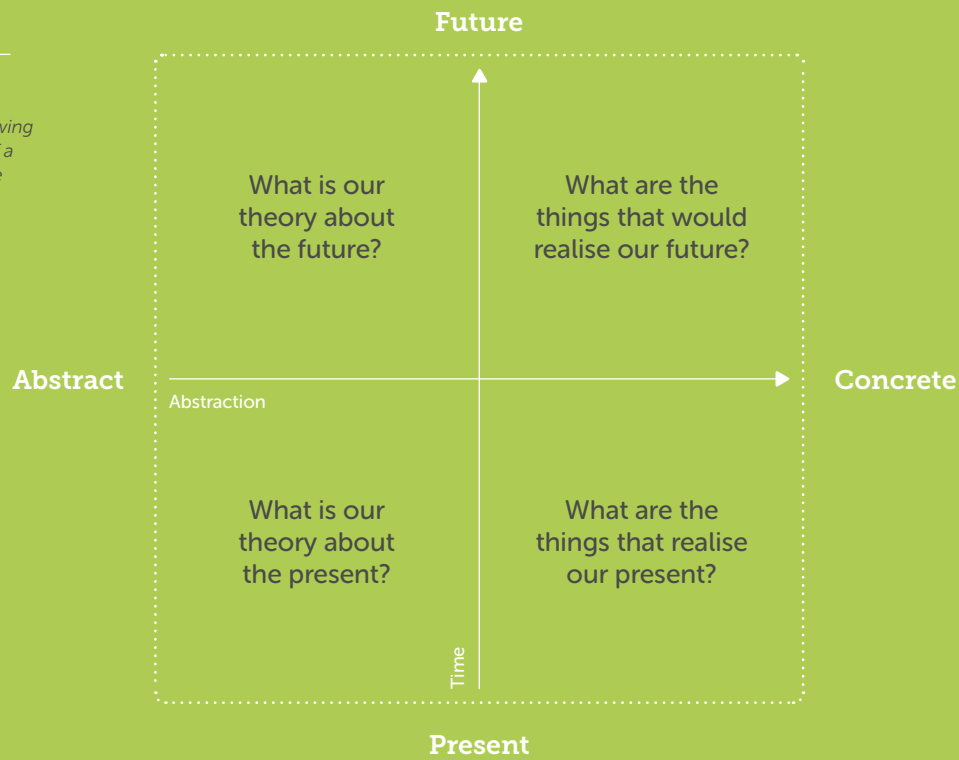 Future
a
What is our
theory about
the future?
What are the
things that would
realise our future?
Abstract
Concrete
Abstraction
What is our
theory about
the present?
What are the
things that realise
our present?
Time
Present